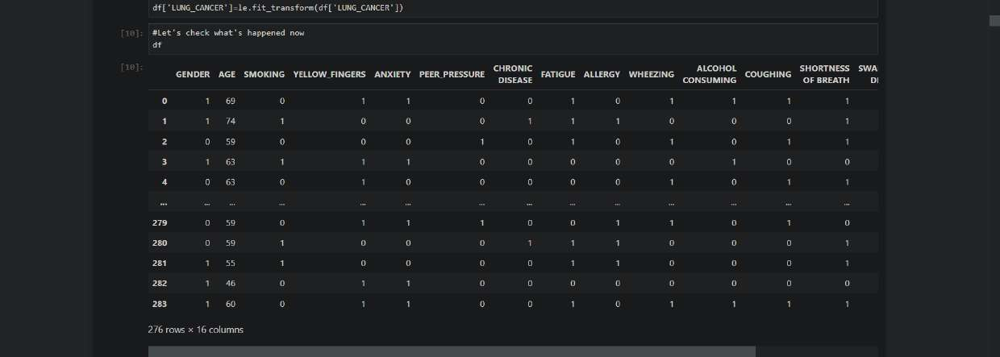 df['LUNG_CANCER']=le.fit_transform(df['LUNG_CANCER'])
[10]: #Let's check what's happened now
df
[10]:
GENDER AGE SMOKING YELLOW_FINGERS ANXIETY PEER_PRESSURE CHRONIC DISEASE FATIGUE ALLERGY WHEEZING ALCOHOL CONSUMING COUGHING SHORTNESS OF BREATH
0 1 69 0 1 1 0 0 1 0 1 1 1 1
1 1 74 1 0 0 0 1 1 1 0 0 0 1
2 0 59 0 0 0 1 0 1 0 1 0 1 1
3 1 63 1 1 1 0 0 0 0 0 1 0 0
4 0 63 0 1 0 0 0 0 0 1 0 1 1
... ... ... ... ... ... ... ... ... ... ... ... ... ...
279 0 59 0 1 1 1 0 0 1 1 0 1 0
280 0 59 1 0 0 0 1 1 1 0 0 0 1
281 1 55 1 0 0 0 0 1 1 0 0 0 1
282 1 46 0 1 1 0 0 0 0 0 0 0 0
283 1 60 0 1 1 0 0 1 0 1 1 1 1
276 rows × 16 columns